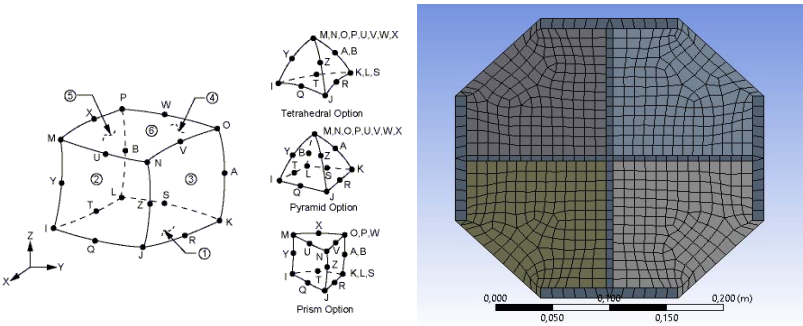 P
W
X
⑤
④
⑥
O
M
B
U
V
N
Y
②
③
A
L
S
T
Z
I
K
Q
R
J
①
Z
Y
X
M,N,O,P,U,V,W,X
Y
A,B
Z
T
K,L,S
I
Q
R
J
Tetrahedral Option
M,N,O,P,U,V,W,X
Y
B
Z
A
T
L
S
K
I
R
Q
J
Pyramid Option
X
M
O,P,W
U
V
Y
N
A,B
Z
I
T
K,L,S
Q
R
J
Prism Option
0,000
0,100
0,200 (m)
0,050
0,150